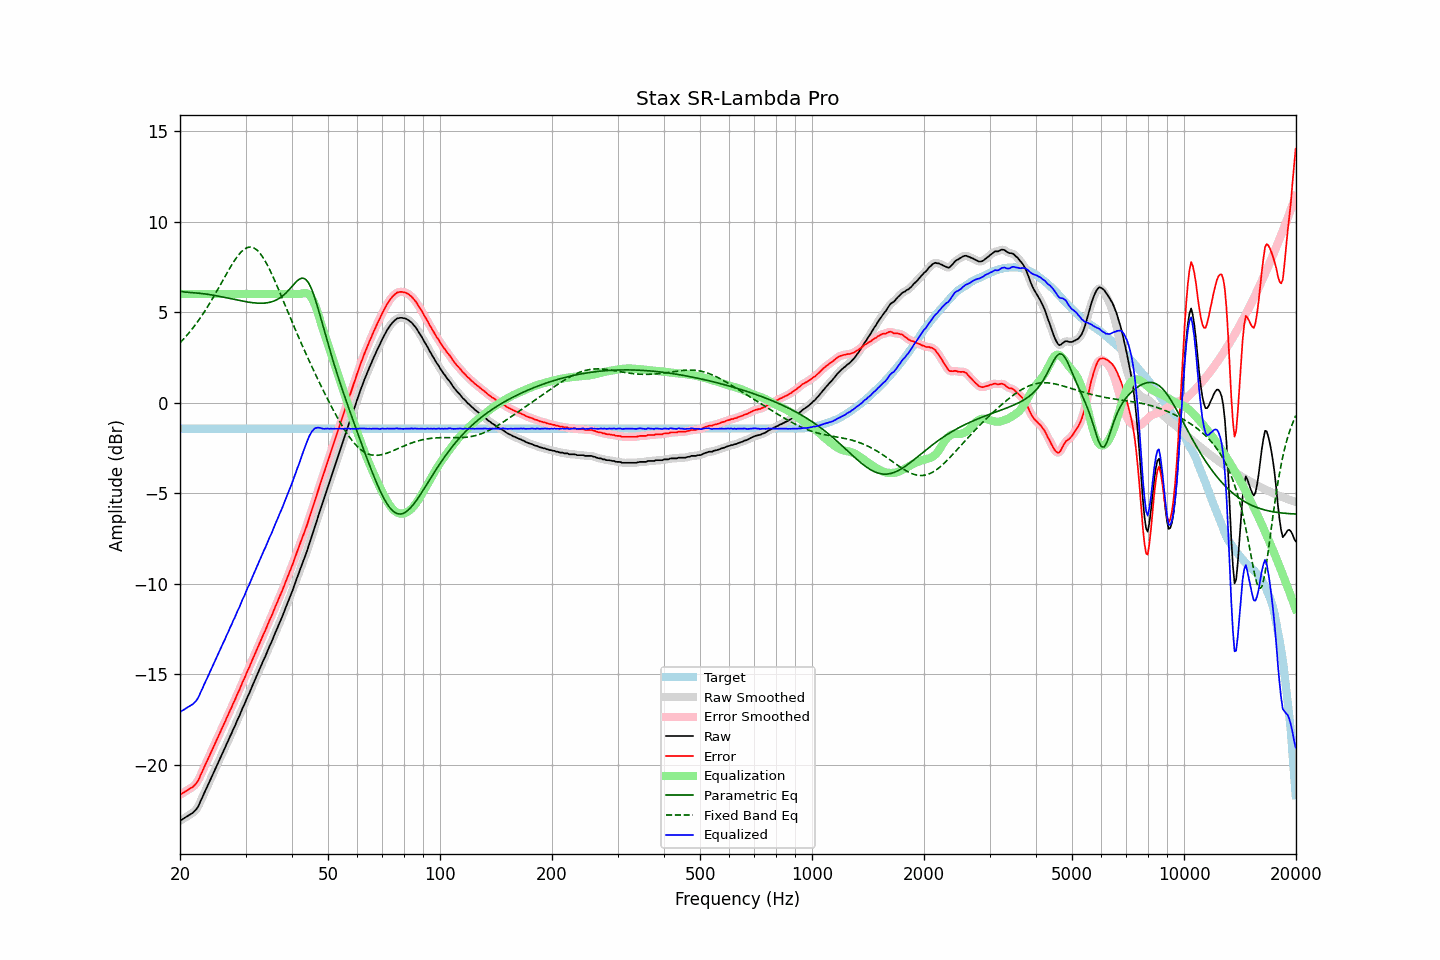 Stax SR-Lambda Pro
Amplitude (dBr)
15
10
5
0
−5
−10
−15
−20
Target
Raw Smoothed
Error Smoothed
Raw
Error
Equalization
Parametric Eq
Fixed Band Eq
Equalized
20 50 100 200 500 1000 2000 5000 10000 20000
Frequency (Hz)